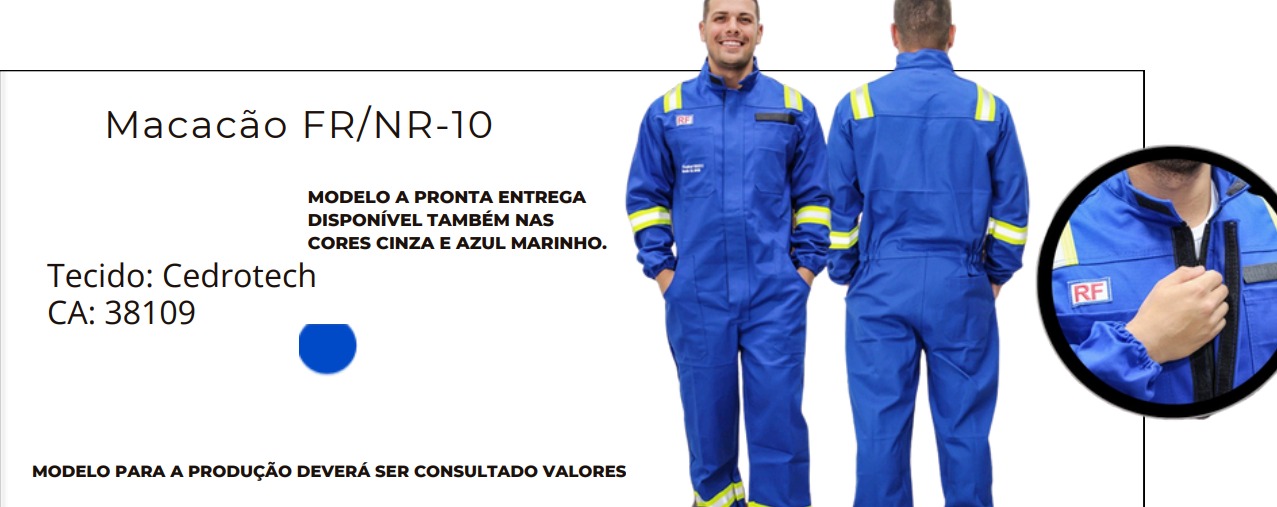 Macacão FR/NR-10
MODELO A PRONTA ENTREGA
DISPONÍVEL TAMBÉM NAS
CORES CINZA E AZUL MARINHO.
Tecido: Cedrotech
CA: 38109
RF
RF
MODELO PARA A PRODUÇÃO DEVERÁ SER CONSULTADO VALORES